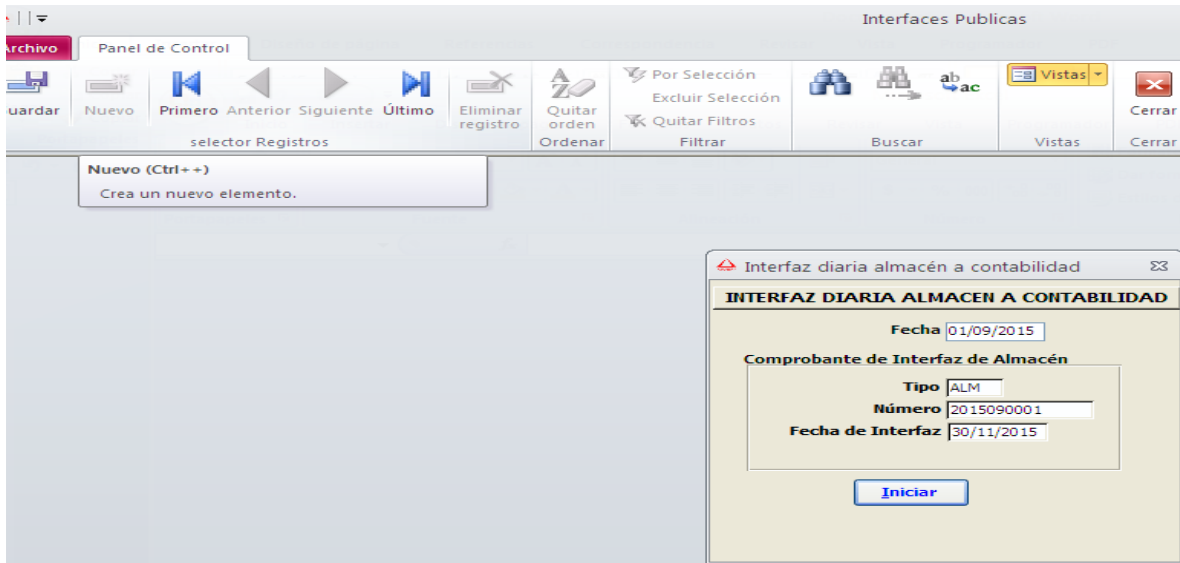 Interfaces Publicas
Archivo Panel de Control
uardar Nuevo Primero Anterior Siguiente Último Eliminar registro Quitar orden Por Selección Excluir Selección Quitar Filtros ab ac Vistas Cerrar
selector Registros Ordenar Filtrar Buscar Vistas Cerrar
Nuevo (Ctrl++)
Crea un nuevo elemento.
Interfaz diaria almacén a contabilidad
INTERFAZ DIARIA ALMACEN A CONTABILIDAD
Fecha 01/09/2015
Comprobante de Interfaz de Almacén
Tipo ALM
Número 2015090001
Fecha de Interfaz 30/11/2015
Iniciar